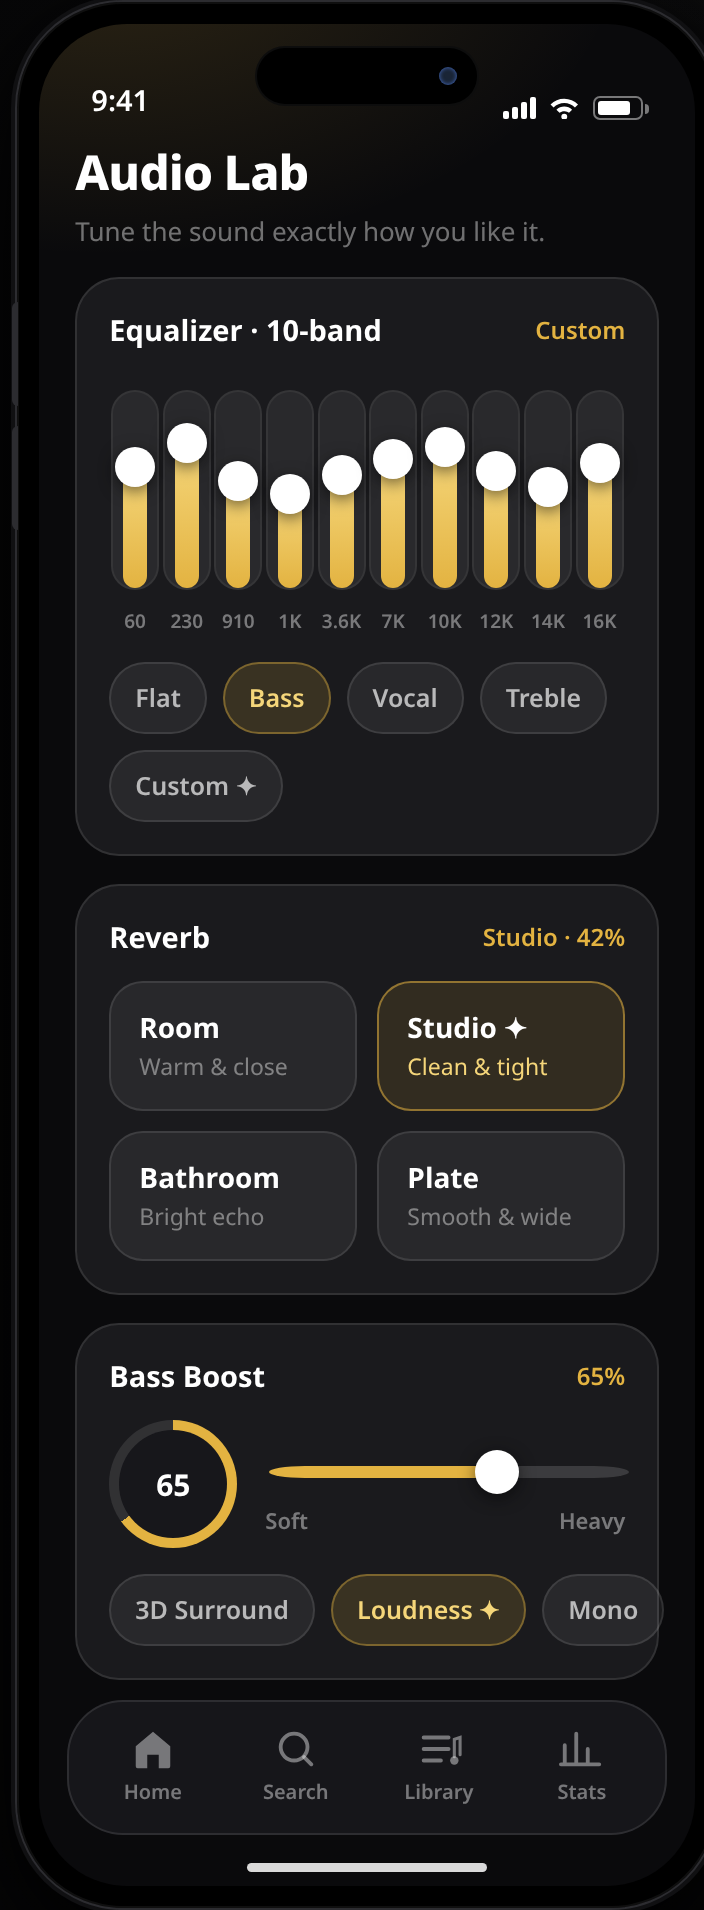 9:41
Audio Lab
Tune the sound exactly how you like it.
Equalizer · 10-band
Custom
60 230 910 1K 3.6K 7K 10K 12K 14K 16K
Flat Bass Vocal Treble
Custom ✦
Reverb
Studio · 42%
Room
Warm & close
Studio ✦
Clean & tight
Bathroom
Bright echo
Plate
Smooth & wide
Bass Boost
65%
65
Soft
Heavy
3D Surround Loudness ✦ Mono
Home Search Library Stats